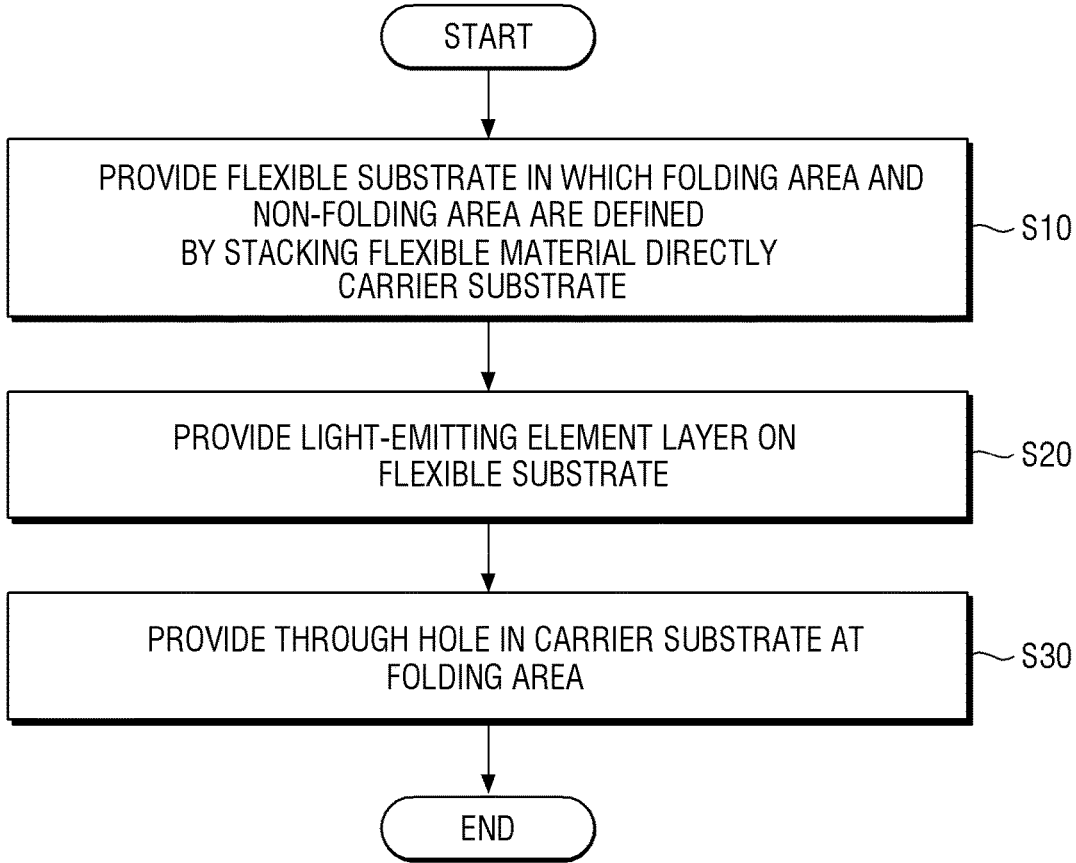 START
PROVIDE FLEXIBLE SUBSTRATE IN WHICH FOLDING AREA AND
NON-FOLDING AREA ARE DEFINED
BY STACKING FLEXIBLE MATERIAL DIRECTLY
CARRIER SUBSTRATE
S10
PROVIDE LIGHT-EMITTING ELEMENT LAYER ON
FLEXIBLE SUBSTRATE
S20
PROVIDE THROUGH HOLE IN CARRIER SUBSTRATE AT
FOLDING AREA
S30
END